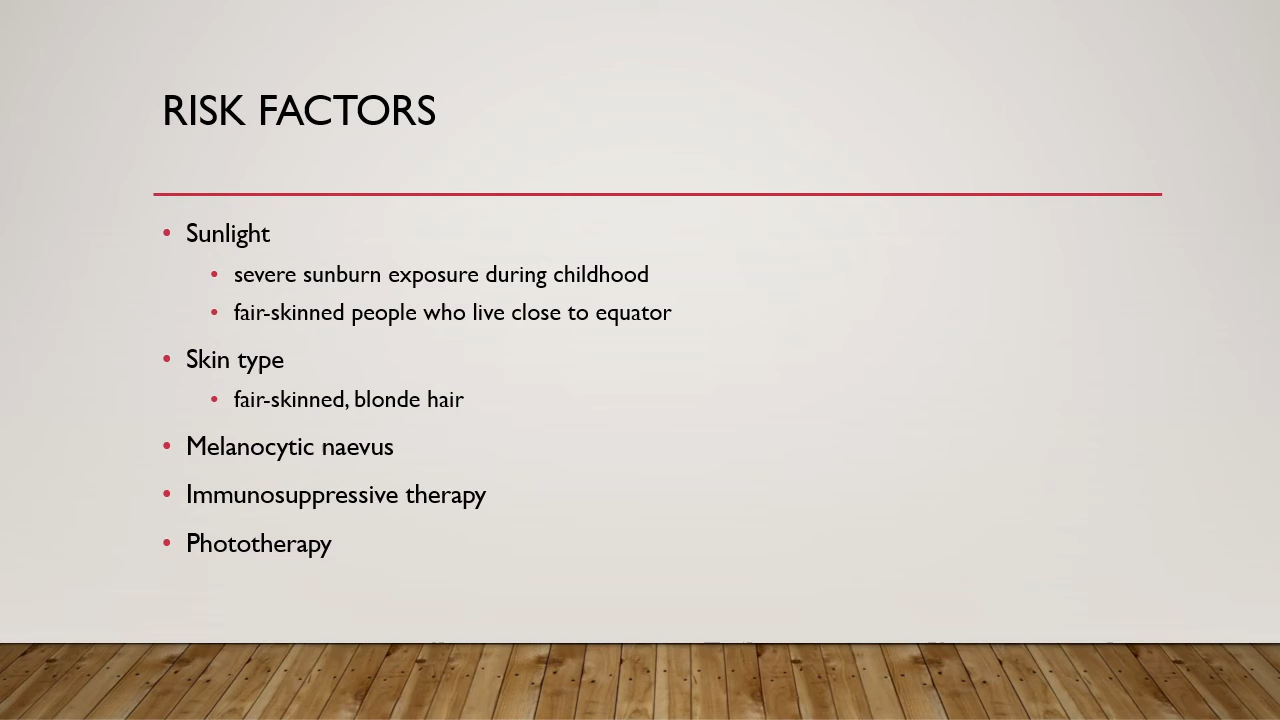 RISK FACTORS
• Sunlight
• severe sunburn exposure during childhood
• fair-skinned people who live close to equator
• Skin type
• fair-skinned, blonde hair
• Melanocytic naevus
• Immunosuppressive therapy
• Phototherapy